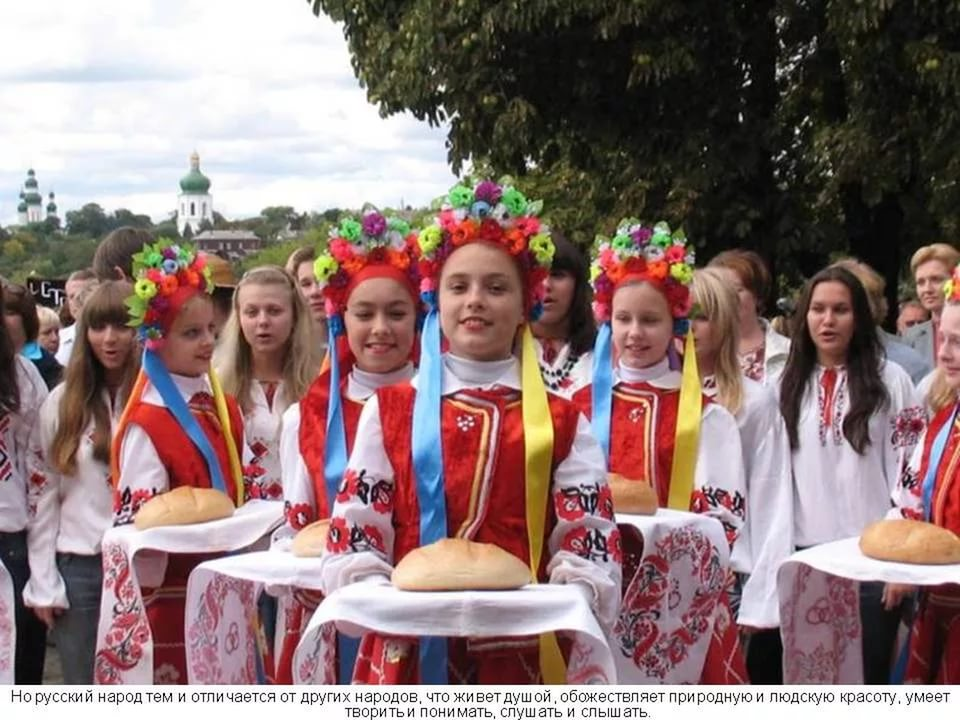 Но русский народ тем и отличается от других народов, что живет душой, обожествляет природную и людскую красоту, умеет
творить и понимать, слушать и слышать.